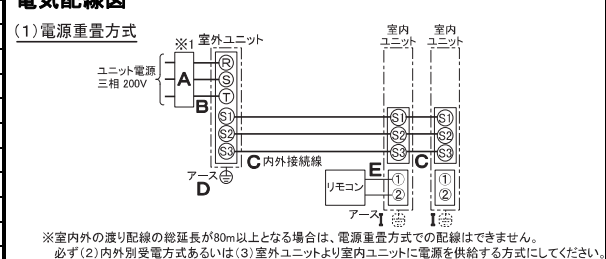 電気配線図
(1)電源重畳方式
※1
室外ユニット
室内
ユニット
室内
ユニット
ユニット電源
三相 200V
A
B
R
S
T
S1
S2
S3
S1
S2
S3
S1
S2
S3
C 内外接続線
C
アース
D
E
リモコン
①
②
①
②
アース I
I
※室内外の渡り配線の総延長が80m以上となる場合は、電源重畳方式での配線はできません。
必ず(2)内外別受電方式あるいは(3)室外ユニットより室内ユニットに電源を供給する方式にしてください。